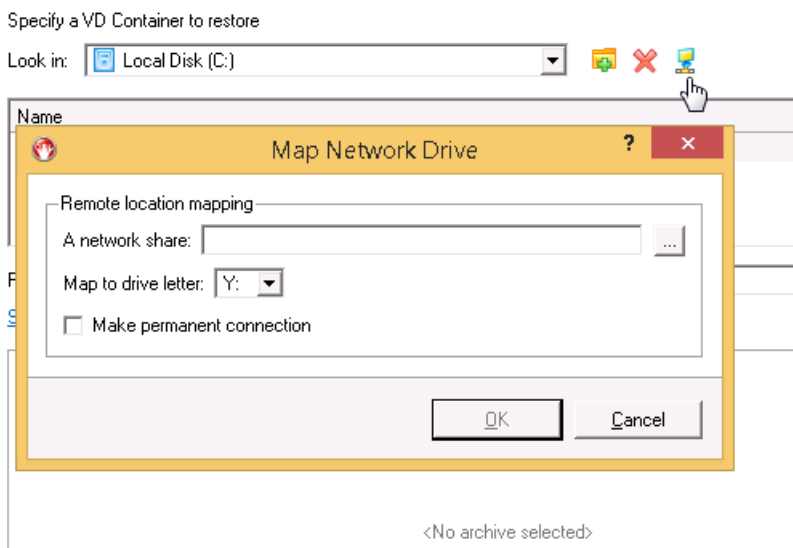 Specify a VD Container to restore
Look in: Local Disk (C:)
Name
Map Network Drive ? ×
Remote location mapping
A network share: ...
Map to drive letter: Y:
Make permanent connection
OK Cancel
<No archive selected>